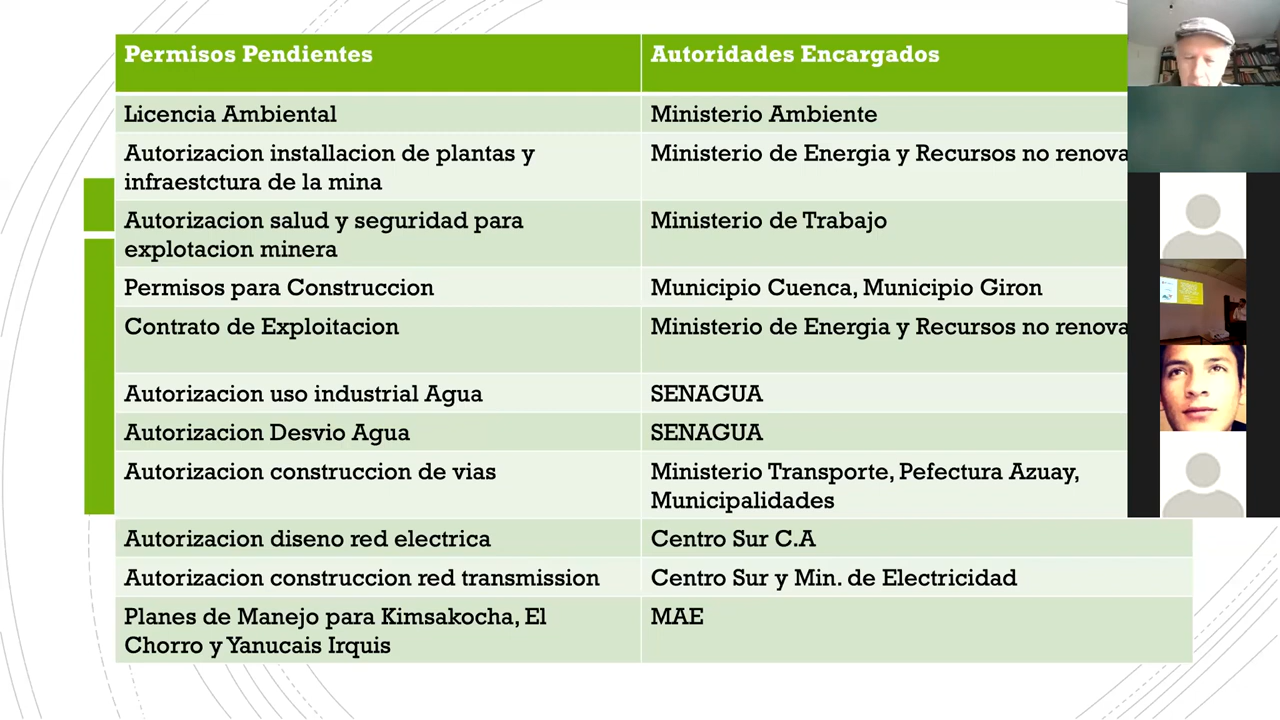 Permisos Pendientes
Autoridades Encargados
Licencia Ambiental
Ministerio Ambiente
Autorizacion installacion de plantas y
infraestctura de la mina
Ministerio de Energia y Recursos no renova
Autorizacion salud y seguridad para
explotacion minera
Ministerio de Trabajo
Permisos para Construccion
Municipio Cuenca, Municipio Giron
Contrato de Exploitacion
Ministerio de Energia y Recursos no renova
Autorizacion uso industrial Agua
SENAGUA
Autorizacion Desvio Agua
SENAGUA
Autorizacion construccion de vias
Ministerio Transporte, Pefectura Azuay,
Municipalidades
Autorizacion diseno red electrica
Centro Sur C.A
Autorizacion construccion red transmission
Centro Sur y Min. de Electricidad
Planes de Manejo para Kimsakocha, El
Chorro y Yanucais Irquis
MAE